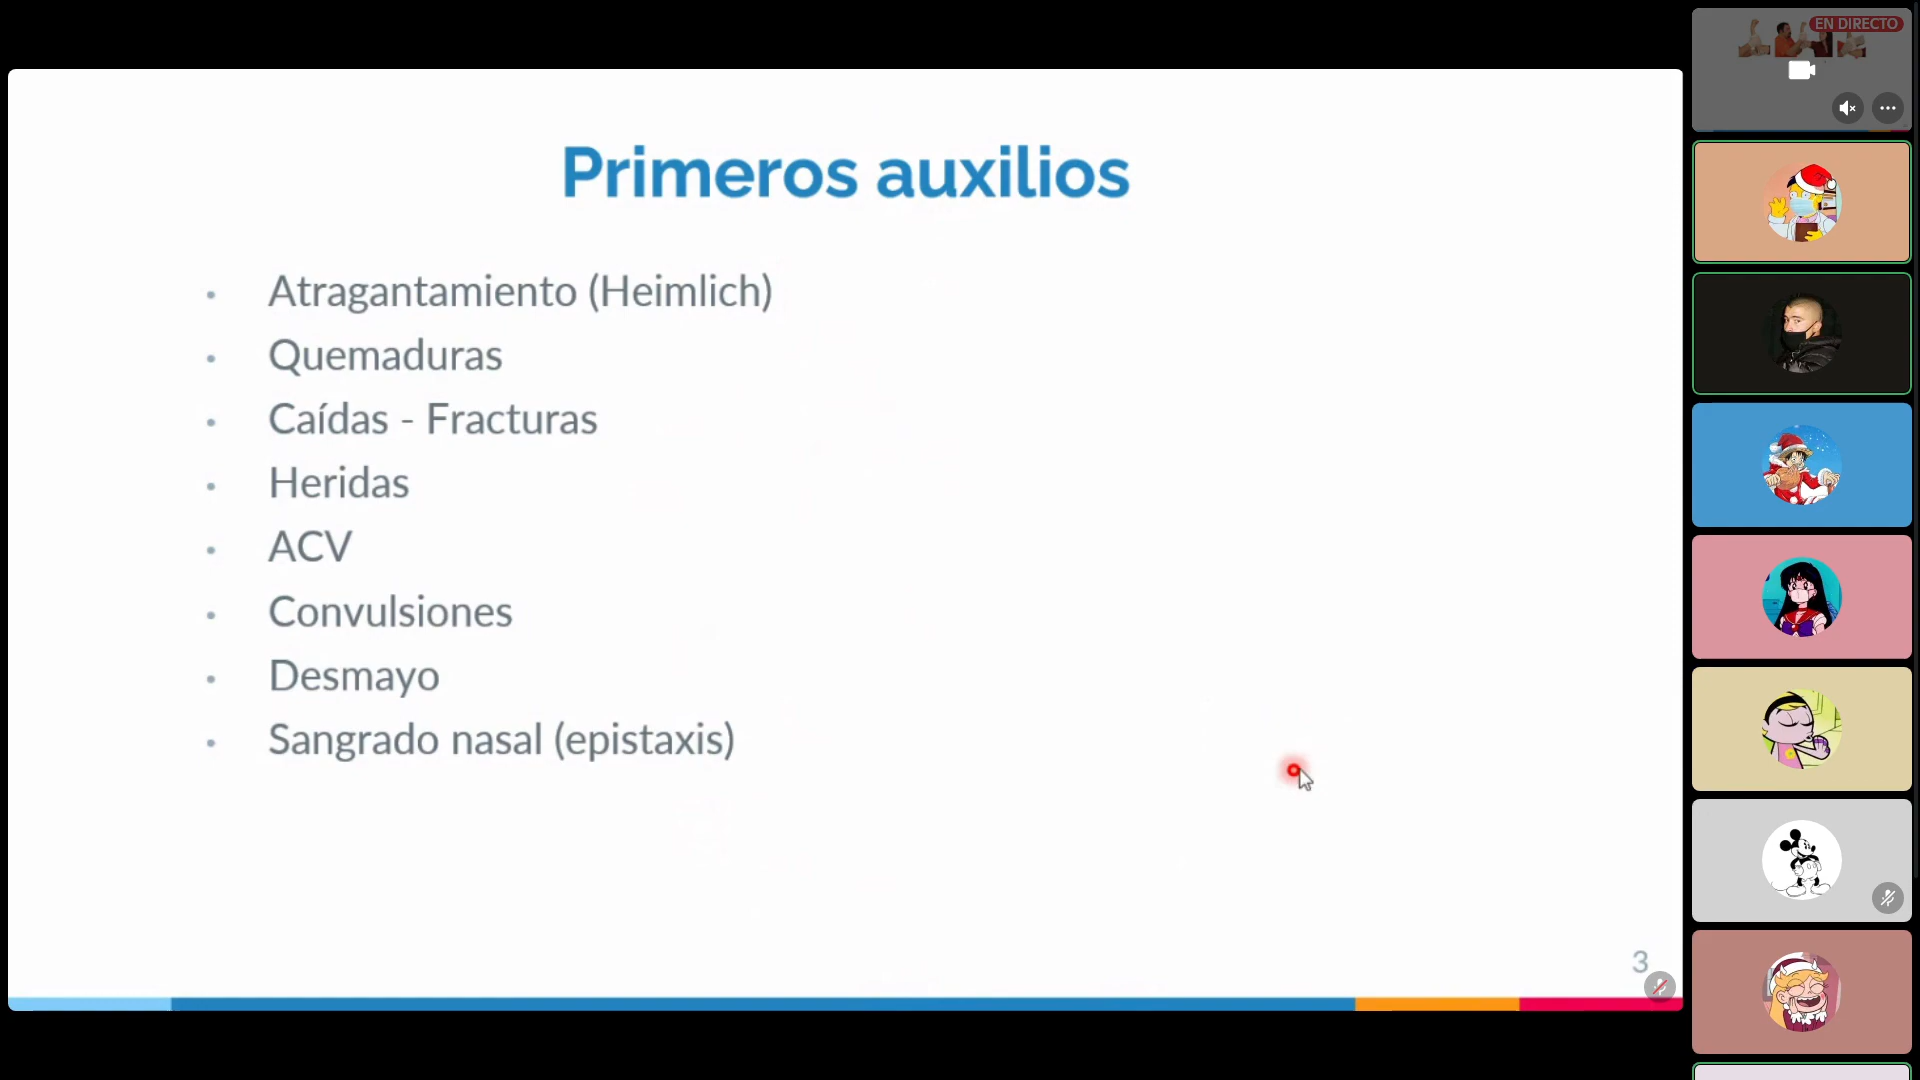 EN DIRECTO
Primeros auxilios
• Atragantamiento (Heimlich)
• Quemaduras
• Caídas - Fracturas
• Heridas
• ACV
• Convulsiones
• Desmayo
• Sangrado nasal (epistaxis)
3